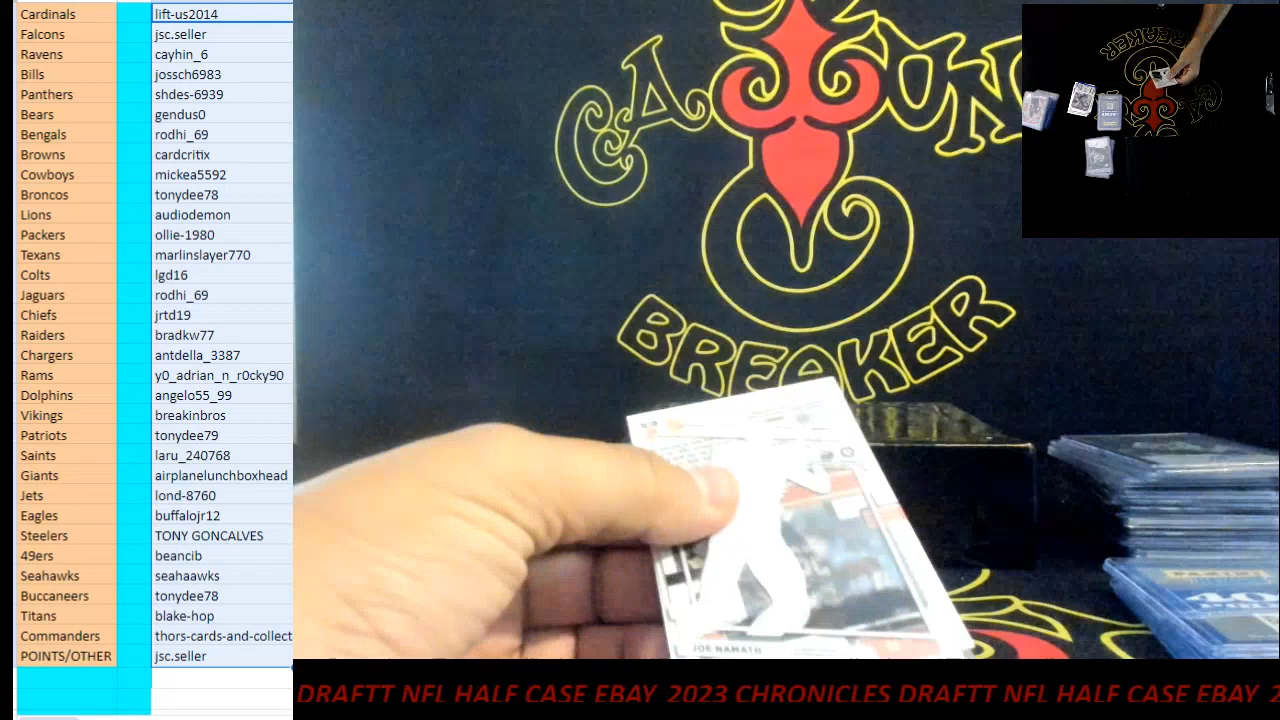 Cardinals lift-us2014
Falcons jsc.seller
Ravens cayhin_6
Bills jossch6983
Panthers shdes-6939
Bears gendus0
Bengals rodhi_69
Browns cardcritix
Cowboys mickea5592
Broncos tonydee78
Lions audiodemon
Packers ollie-1980
Texans marlinslayer770
Colts lgd16
Jaguars rodhi_69
Chiefs jrtd19
Raiders bradkw77
Chargers antdella_3387
Rams y0_adrian_n_r0cky90
Dolphins angelo55_99
Vikings breakinbros
Patriots tonydee79
Saints laru_240768
Giants airplanelunchboxhead
Jets lond-8760
Eagles buffalojr12
Steelers TONY GONCALVES
49ers beancib
Seahawks seahaawks
Buccaneers tonydee78
Titans blake-hop
Commanders thors-cards-and-collect
POINTS/OTHER jsc.seller
BREAKER
JOE NAMATH
DRAFTT NFL HALF CASE EBAY 2023 CHRONICLES DRAFTT NFL HALF CASE EBAY 2